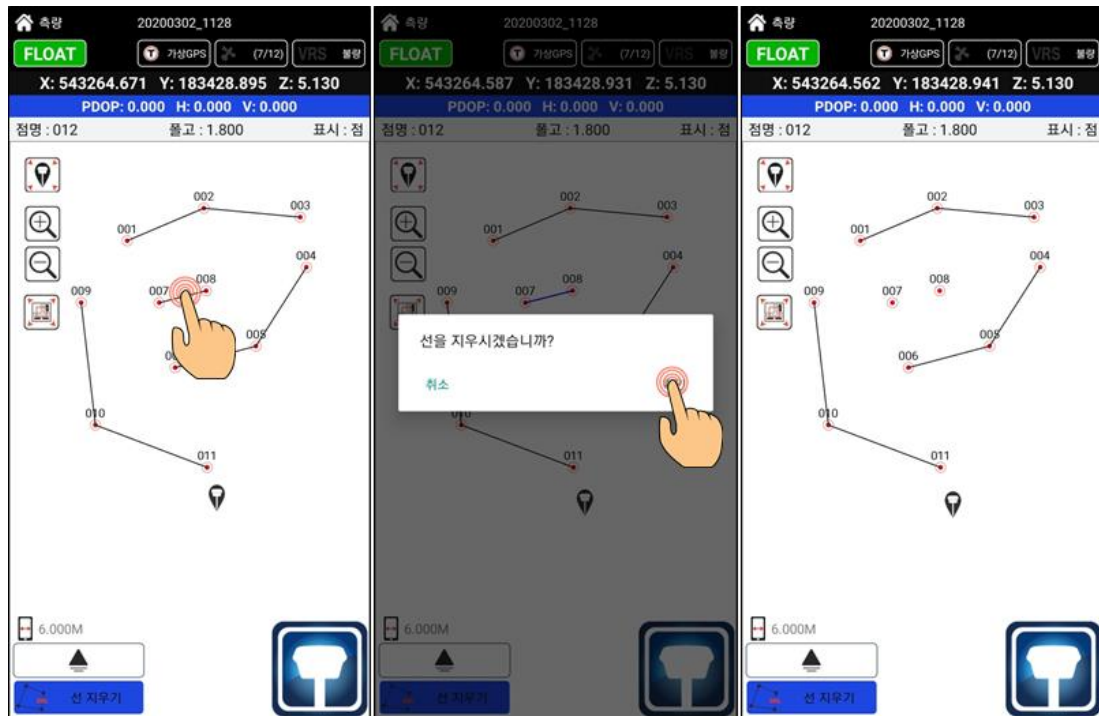 측량 20200302_1128
FLOAT 가상GPS (7/12) VRS 불량
X: 543264.671 Y: 183428.895 Z: 5.130
PDOP: 0.000 H: 0.000 V: 0.000
점명 : 012 폴고 : 1.800 표시 : 점
002
003
001
004
008
009
007
005
010
011
6.000M
선 지우기
측량 20200302_1128
FLOAT 가상GPS (7/12) VRS 불량
X: 543264.587 Y: 183428.931 Z: 5.130
PDOP: 0.000 H: 0.000 V: 0.000
점명 : 012 폴고 : 1.800 표시 : 점
002
003
001
004
008
009
007
선을 지우시겠습니까?
취소
010
011
6.000M
선 지우기
측량 20200302_1128
FLOAT 가상GPS (7/12) VRS 불량
X: 543264.562 Y: 183428.941 Z: 5.130
PDOP: 0.000 H: 0.000 V: 0.000
점명 : 012 폴고 : 1.800 표시 : 점
002
003
001
004
008
009
007
005
006
010
011
6.000M
선 지우기